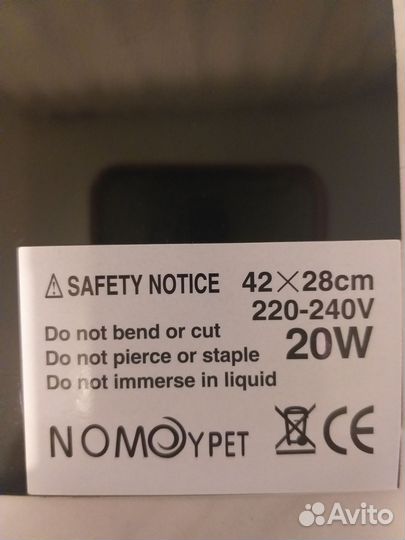 ⚠ SAFETY NOTICE 42×28cm
220-240V
20W
Do not bend or cut
Do not pierce or staple
Do not immerse in liquid
NOMOYPET CE
Avito